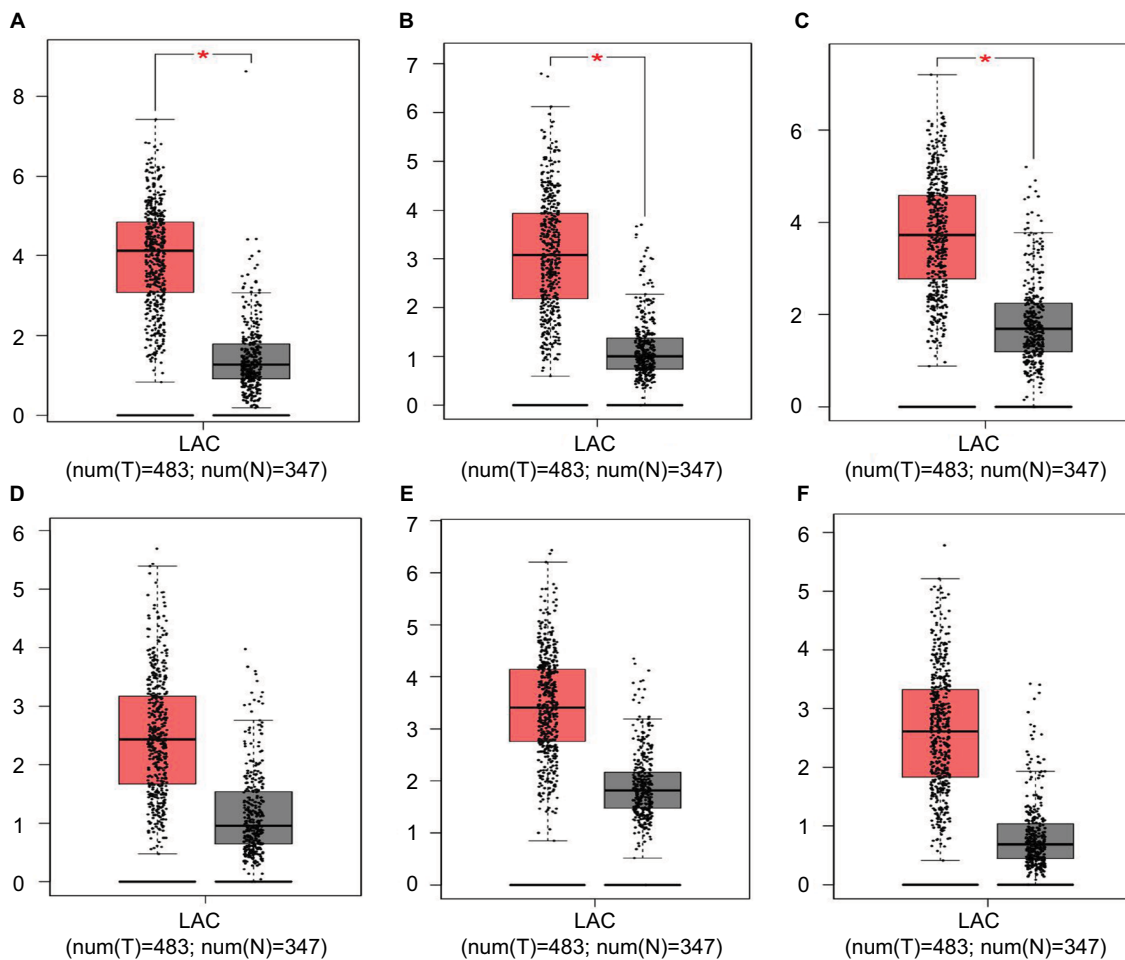 A
8
6
4
2
0
*
LAC
(num(T)=483; num(N)=347)
B
7
6
5
4
3
2
1
0
*
LAC
(num(T)=483; num(N)=347)
C
6
4
2
0
*
LAC
(num(T)=483; num(N)=347)
D
6
5
4
3
2
1
0
LAC
(num(T)=483; num(N)=347)
E
7
6
5
4
3
2
1
0
LAC
(num(T)=483; num(N)=347)
F
6
5
4
3
2
1
0
LAC
(num(T)=483; num(N)=347)